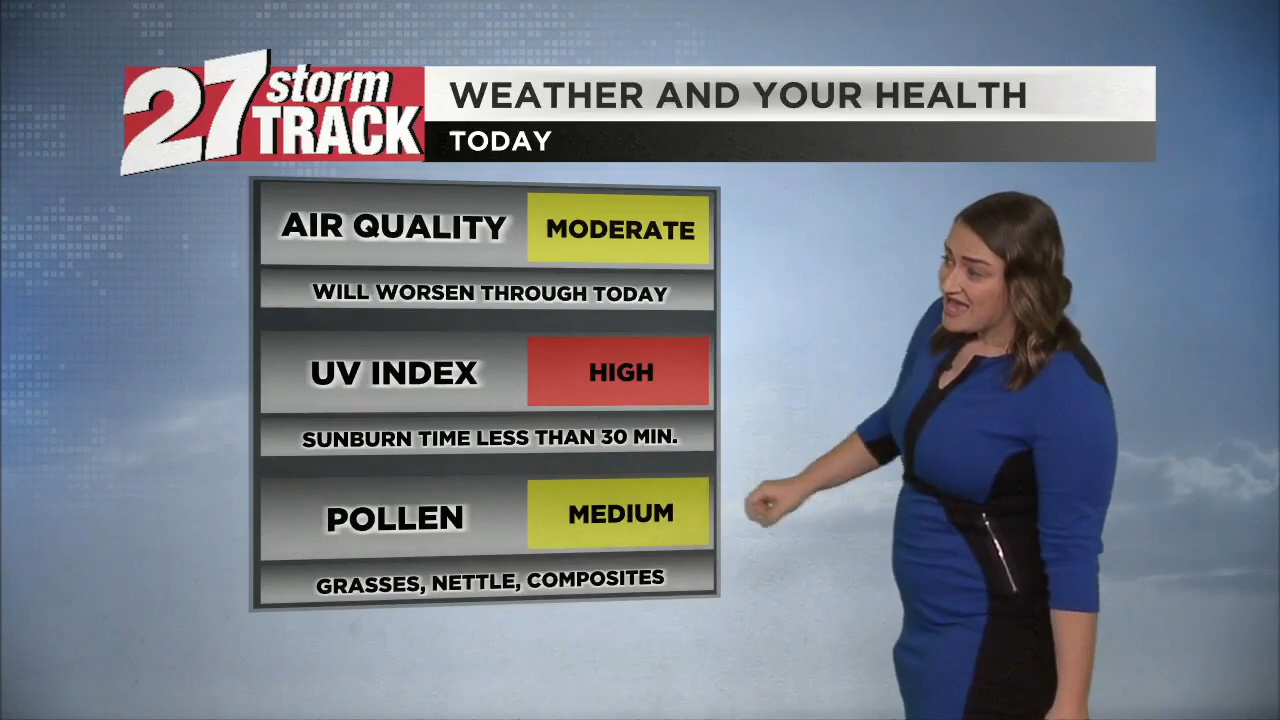 27 storm TRACK
WEATHER AND YOUR HEALTH
TODAY
AIR QUALITY MODERATE
WILL WORSEN THROUGH TODAY
UV INDEX HIGH
SUNBURN TIME LESS THAN 30 MIN.
POLLEN MEDIUM
GRASSES, NETTLE, COMPOSITES